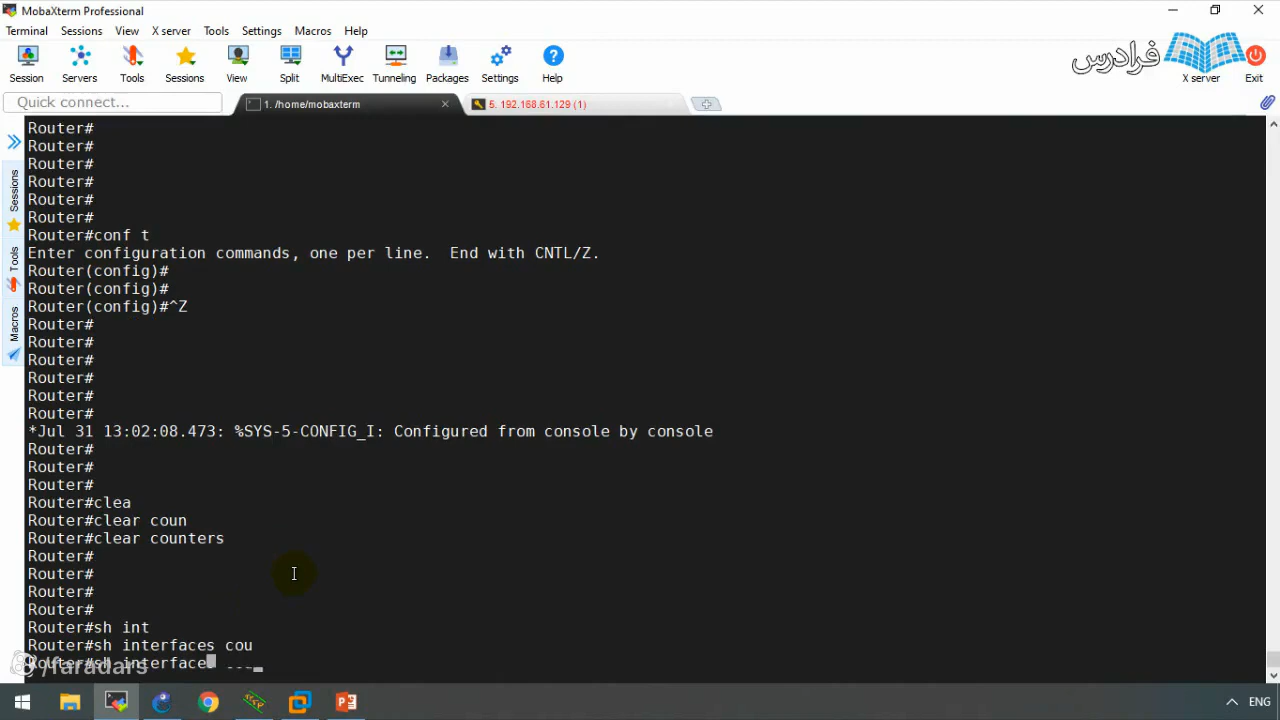 MobaXterm Professional
Terminal Sessions View X server Tools Settings Macros Help
Session Servers Tools Sessions View Split MultiExec Tunneling Packages Settings Help X server Exit
فرادرس
Quick connect...
1. /home/mobaxterm
5. 192.168.61.129 (1)
Sessions
Tools
Macros
Router#
Router#
Router#
Router#
Router#
Router#
Router#conf t
Enter configuration commands, one per line.  End with CNTL/Z.
Router(config)#
Router(config)#
Router(config)#^Z
Router#
Router#
Router#
Router#
Router#
Router#
*Jul 31 13:02:08.473: %SYS-5-CONFIG_I: Configured from console by console
Router#
Router#
Router#
Router#clea
Router#clear coun
Router#clear counters
Router#
Router#
Router#
Router#
Router#sh int
Router#sh interfaces cou
Router#sh interface
/faradars
ENG